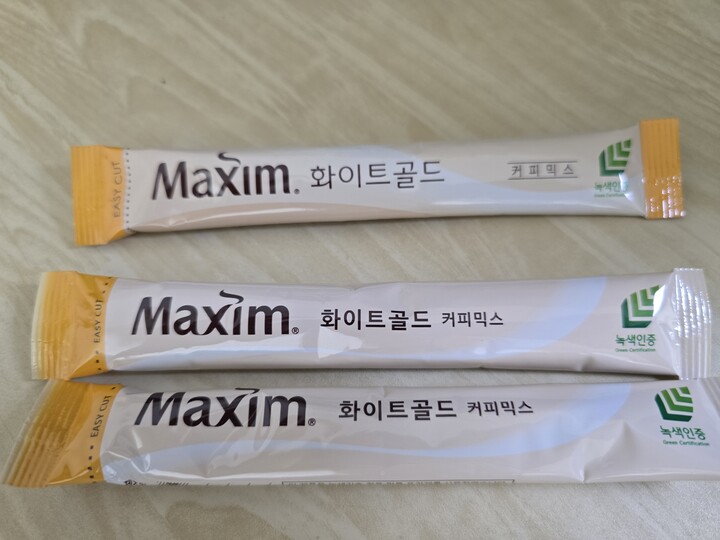 EASY CUT
Maxim. 화이트골드 커피믹스
녹색인증
EASY CUT
Maxim® 화이트골드 커피믹스
녹색인증
Green Certificative
EASY CUT
Maxim® 화이트골드 커피믹스
녹색인증
Green Certificative